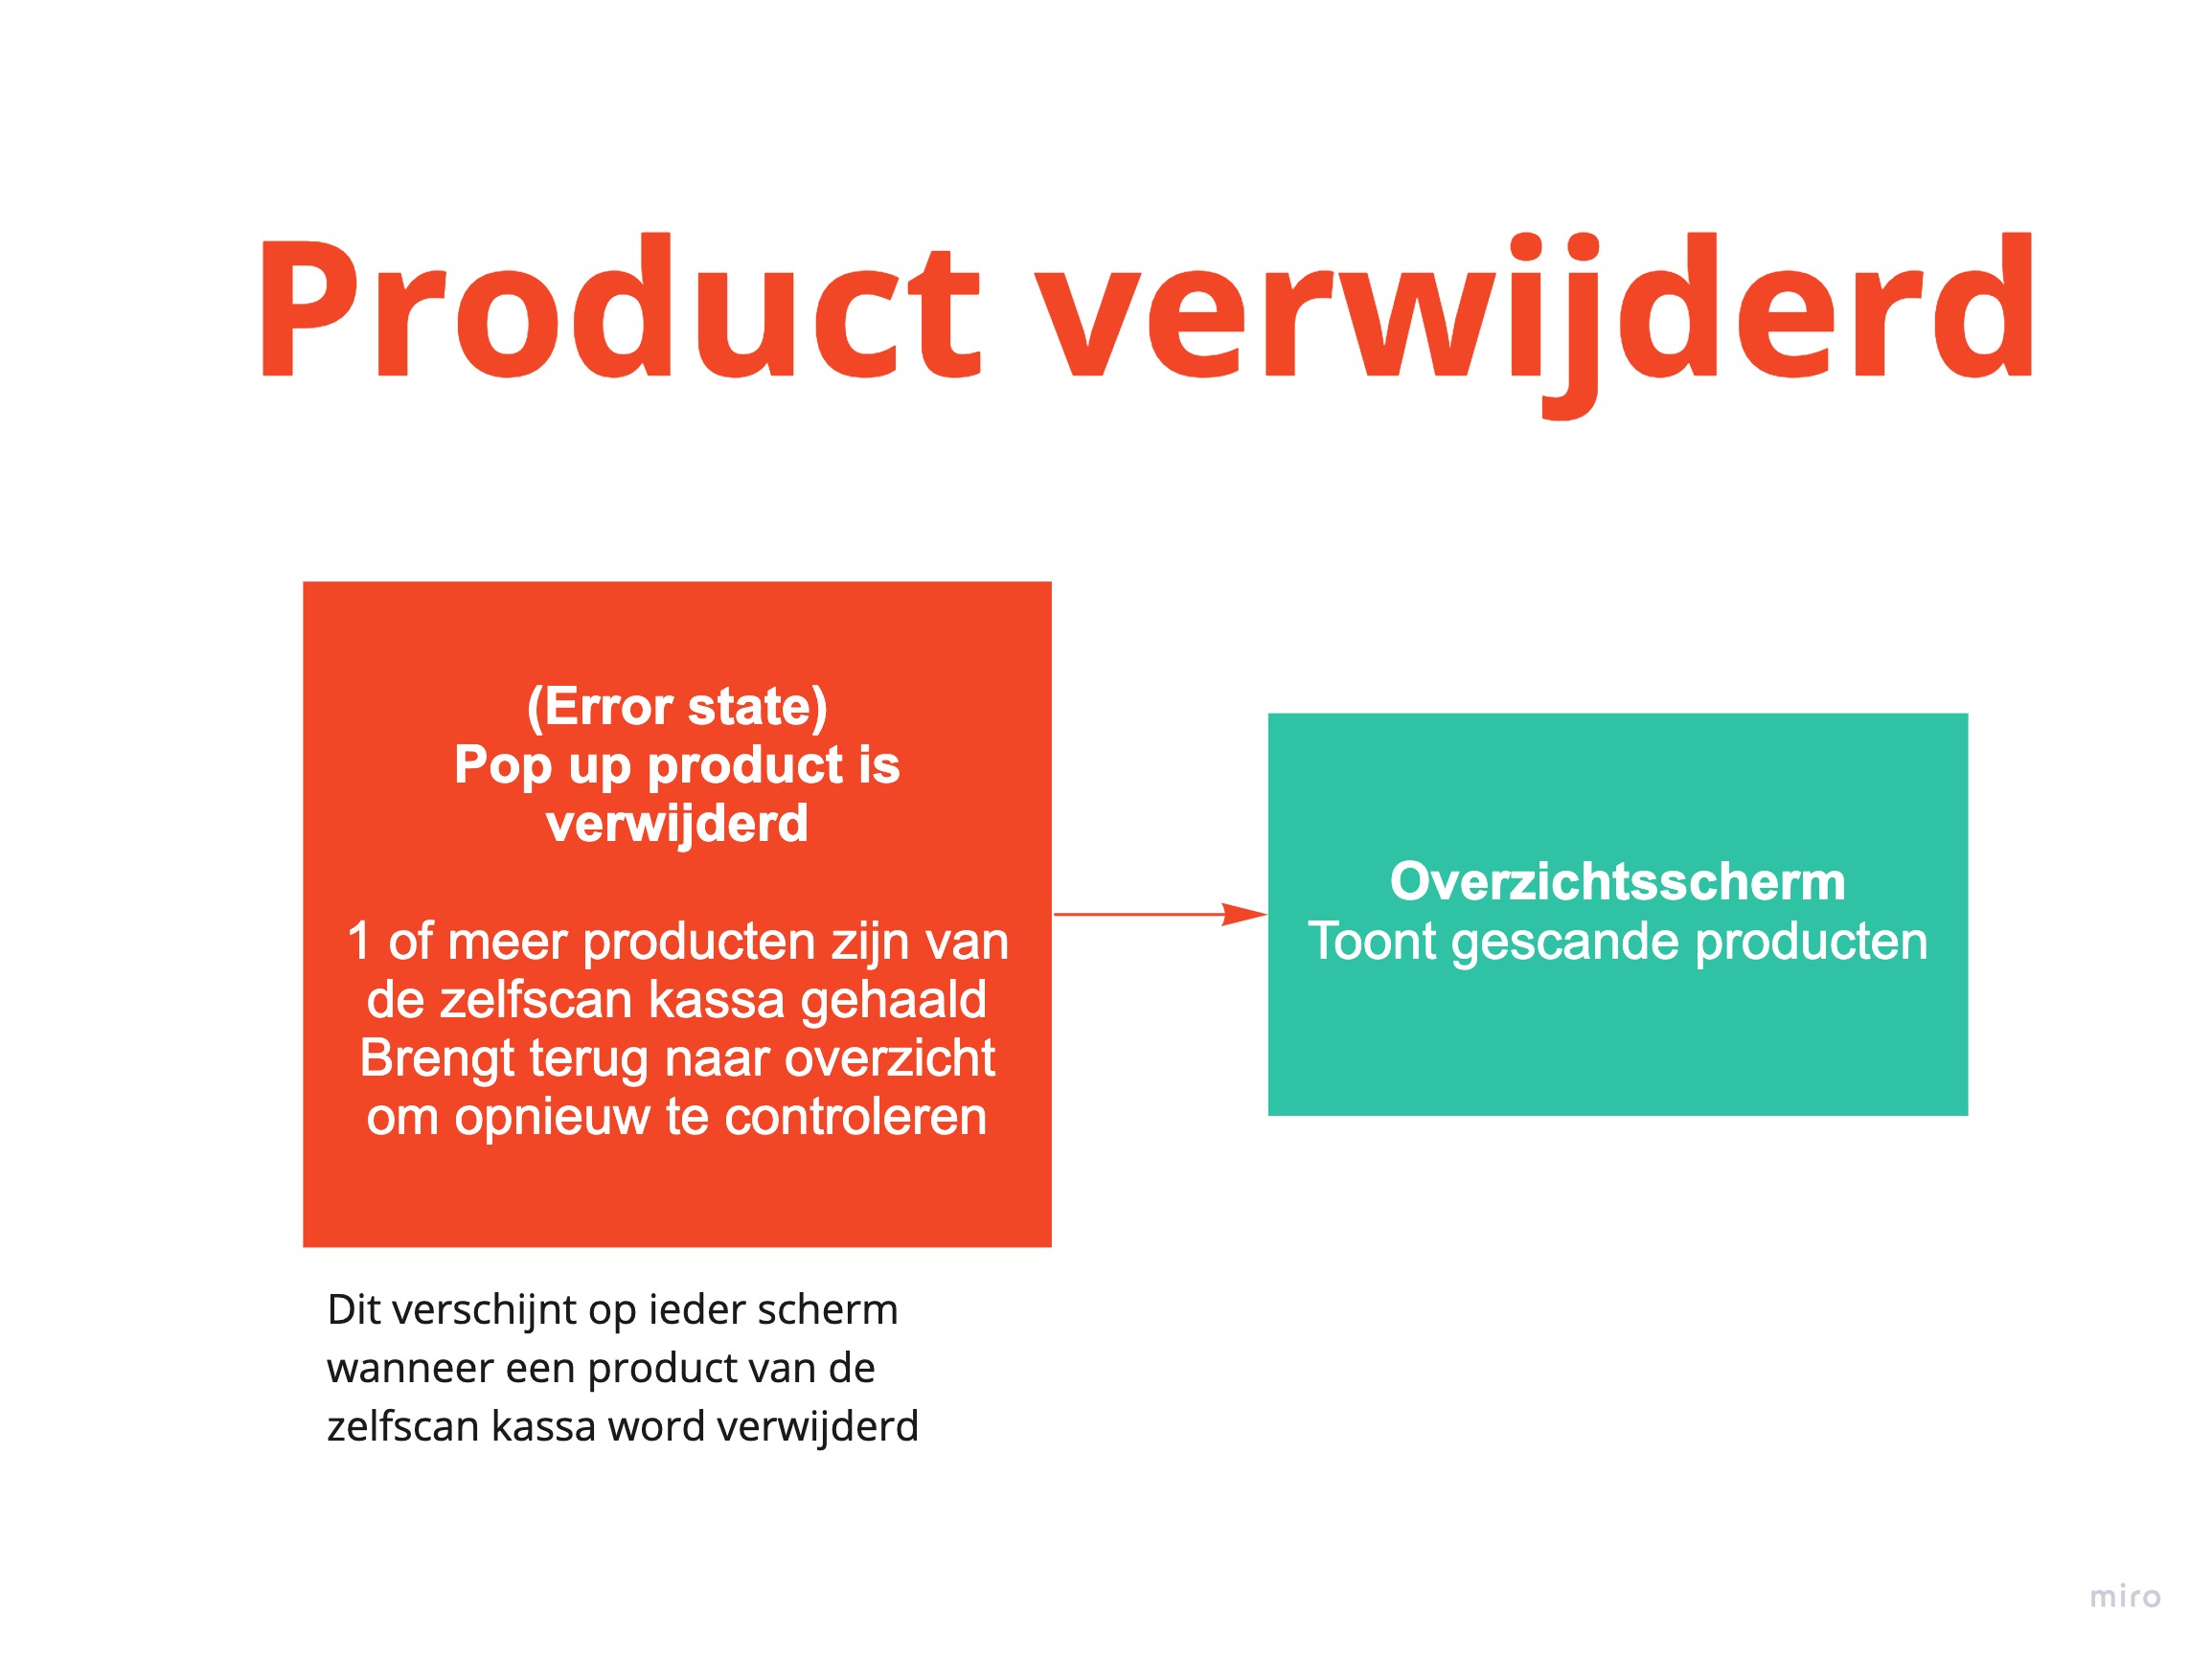 Product verwijderd
(Error state)
Pop up product is
verwijderd
1 of meer producten zijn van
de zelfscan kassa gehaald
Brengt terug naar overzicht
om opnieuw te controleren
Overzichtsscherm
Toont gescande producten
Dit verschijnt op ieder scherm
wanneer een product van de
zelfscan kassa word verwijderd
miro